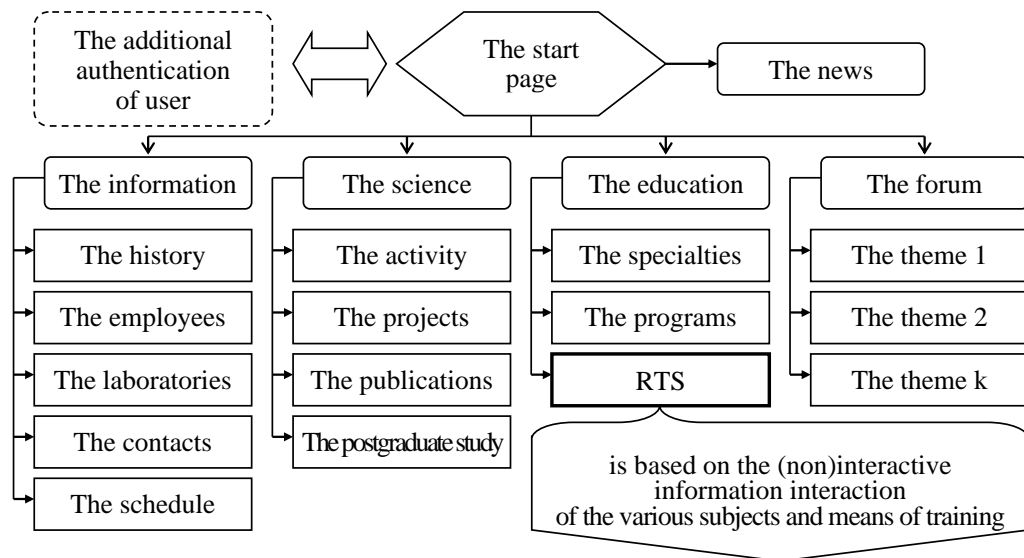 The additional
authentication
of user
The start
page
The news
The information
The science
The education
The forum
The history
The activity
The specialties
The theme 1
The employees
The projects
The programs
The theme 2
The laboratories
The publications
RTS
The theme k
The contacts
The postgraduate study
The schedule
is based on the (non)interactive
information interaction
of the various subjects and means of training